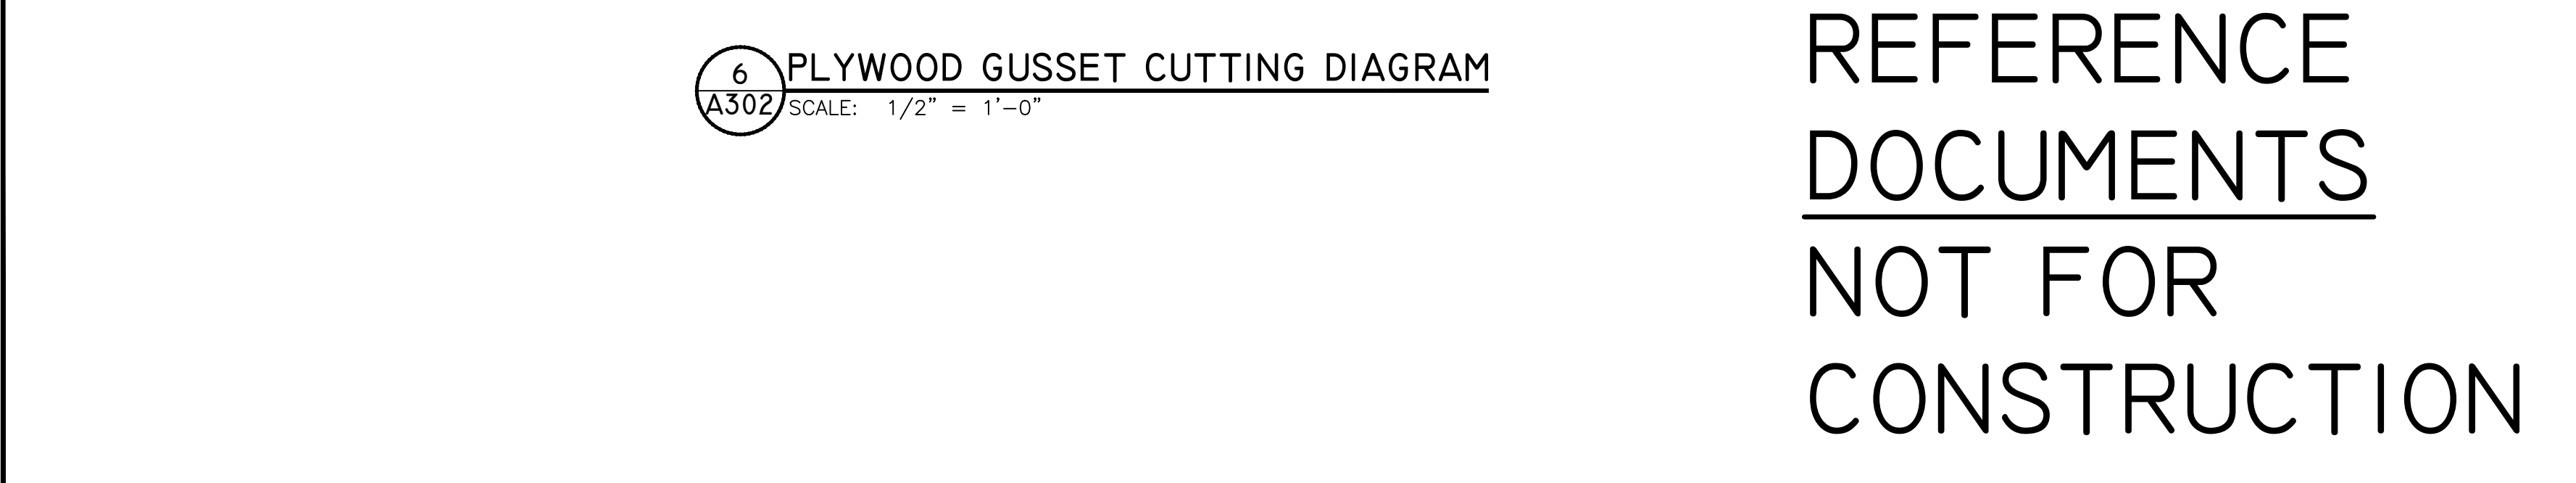 6
A302
PLYWOOD GUSSET CUTTING DIAGRAM
SCALE: 1/2" = 1'-0"
REFERENCE
DOCUMENTS
NOT FOR
CONSTRUCTION